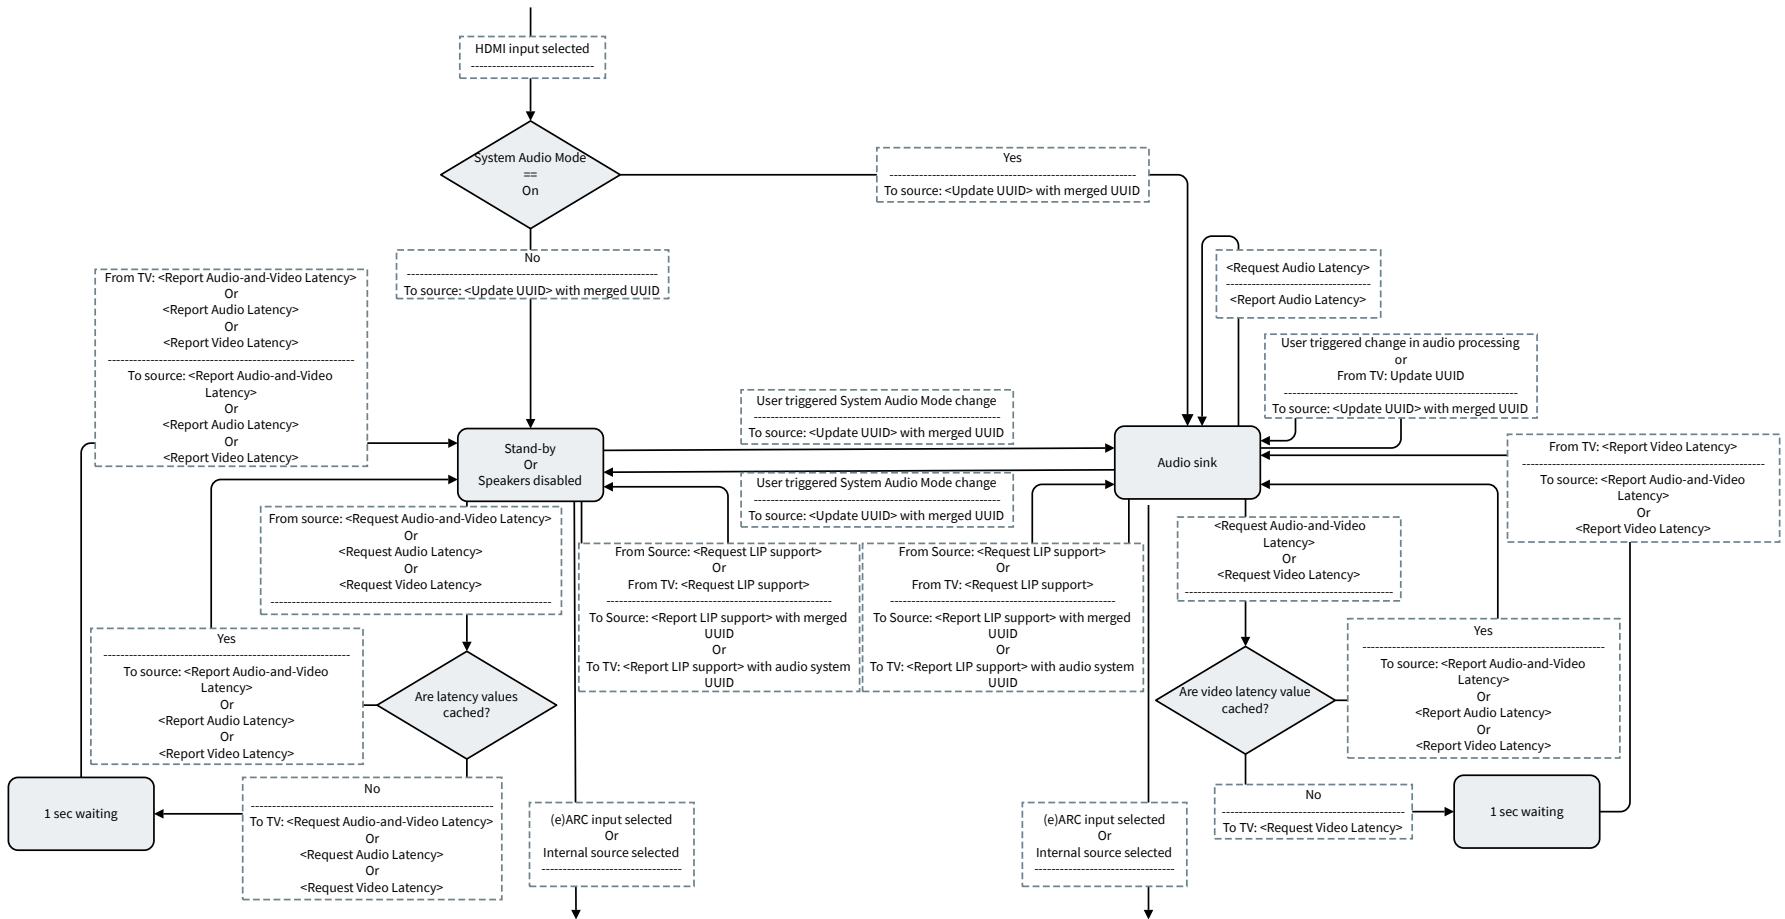 HDMI input selected
System Audio Mode
==
On
Yes
To source: <Update UUID> with merged UUID
No
To source: <Update UUID> with merged UUID
<Request Audio Latency>
<Report Audio Latency>
From TV: <Report Audio-and-Video Latency>
Or
<Report Audio Latency>
Or
<Report Video Latency>
To source: <Report Audio-and-Video
Latency>
Or
<Report Audio Latency>
Or
<Report Video Latency>
User triggered change in audio processing
or
From TV: Update UUID
To source: <Update UUID> with merged UUID
User triggered System Audio Mode change
To source: <Update UUID> with merged UUID
Stand-by
Or
Speakers disabled
Audio sink
From TV: <Report Video Latency>
To source: <Report Audio-and-Video
Latency>
Or
<Report Video Latency>
User triggered System Audio Mode change
To source: <Update UUID> with merged UUID
From source: <Request Audio-and-Video Latency>
Or
<Request Audio Latency>
Or
<Request Video Latency>
From Source: <Request LIP support>
Or
From TV: <Request LIP support>
To Source: <Report LIP support> with merged
UUID
Or
To TV: <Report LIP support> with audio system
UUID
From Source: <Request LIP support>
Or
From TV: <Request LIP support>
To Source: <Report LIP support> with merged
UUID
Or
To TV: <Report LIP support> with audio system
UUID
<Request Audio-and-Video
Latency>
Or
<Request Video Latency>
Yes
To source: <Report Audio-and-Video
Latency>
Or
<Report Audio Latency>
Or
<Report Video Latency>
Are latency values
cached?
Are video latency value
cached?
Yes
To source: <Report Audio-and-Video
Latency>
Or
<Report Audio Latency>
Or
<Report Video Latency>
1 sec waiting
No
To TV: <Request Audio-and-Video Latency>
Or
<Request Audio Latency>
Or
<Request Video Latency>
(e)ARC input selected
Or
Internal source selected
(e)ARC input selected
Or
Internal source selected
No
To TV: <Request Video Latency>
1 sec waiting